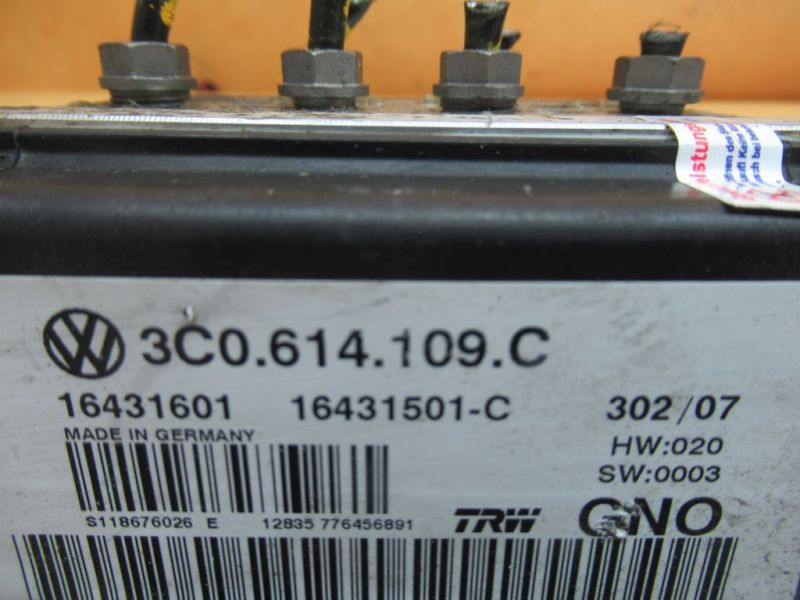 eistungs
3C0.614.109.C
16431601 16431501-C 302/07
MADE IN GERMANY
HW:020
SW:0003
S118676026 E 12835 776456891 TRW GNO